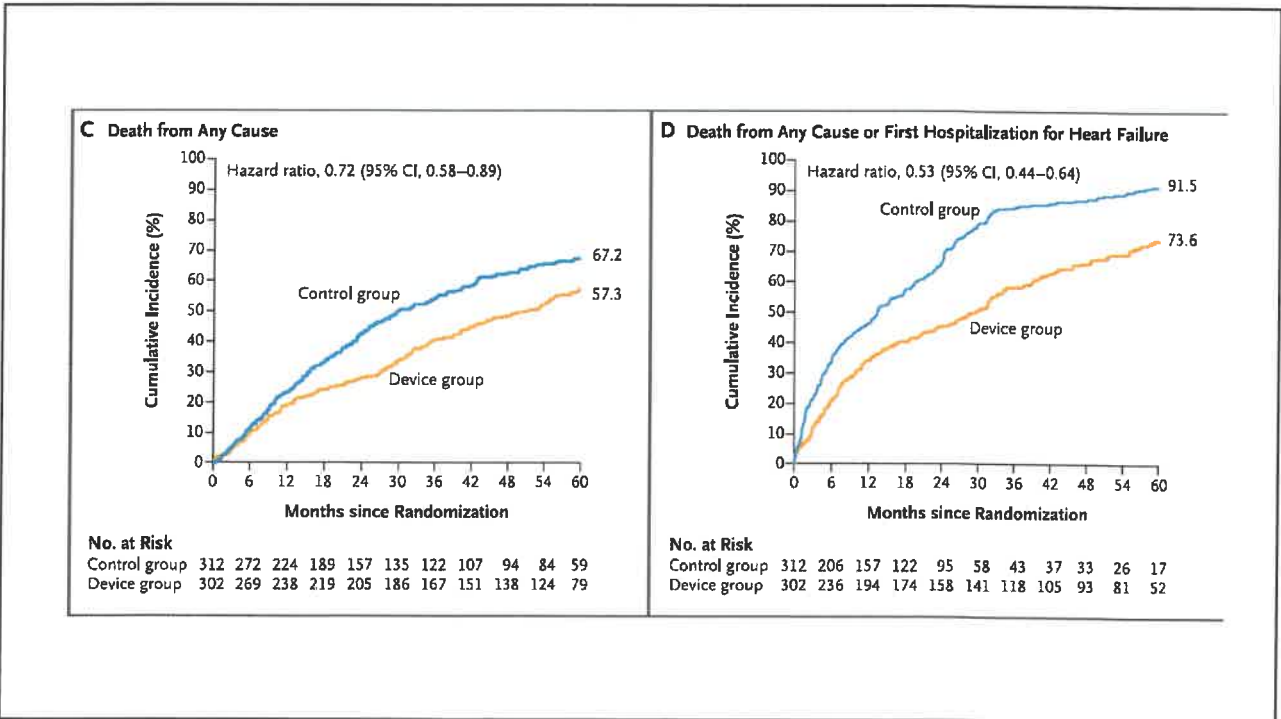 C Death from Any Cause
Hazard ratio, 0.72 (95% CI, 0.58–0.89)
Cumulative Incidence (%)
100
90
80
70
60
50
40
30
20
10
0
Control group
67.2
Device group
57.3
0 6 12 18 24 30 36 42 48 54 60
Months since Randomization
No. at Risk
Control group 312 272 224 189 157 135 122 107 94 84 59
Device group 302 269 238 219 205 186 167 151 138 124 79
D Death from Any Cause or First Hospitalization for Heart Failure
Hazard ratio, 0.53 (95% CI, 0.44–0.64)
Cumulative Incidence (%)
100
90
80
70
60
50
40
30
20
10
0
Control group
91.5
Device group
73.6
0 6 12 18 24 30 36 42 48 54 60
Months since Randomization
No. at Risk
Control group 312 206 157 122 95 58 43 37 33 26 17
Device group 302 236 194 174 158 141 118 105 93 81 52